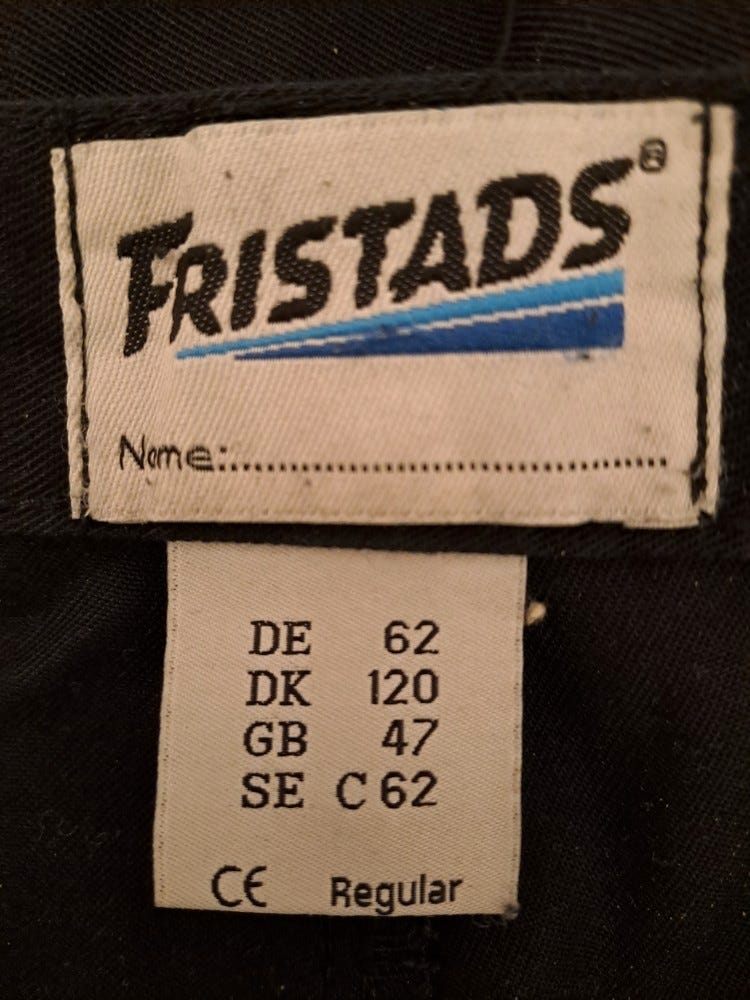 FRISTADS®
Name:......................................................
DE 62
DK 120
GB 47
SE C 62
CE Regular